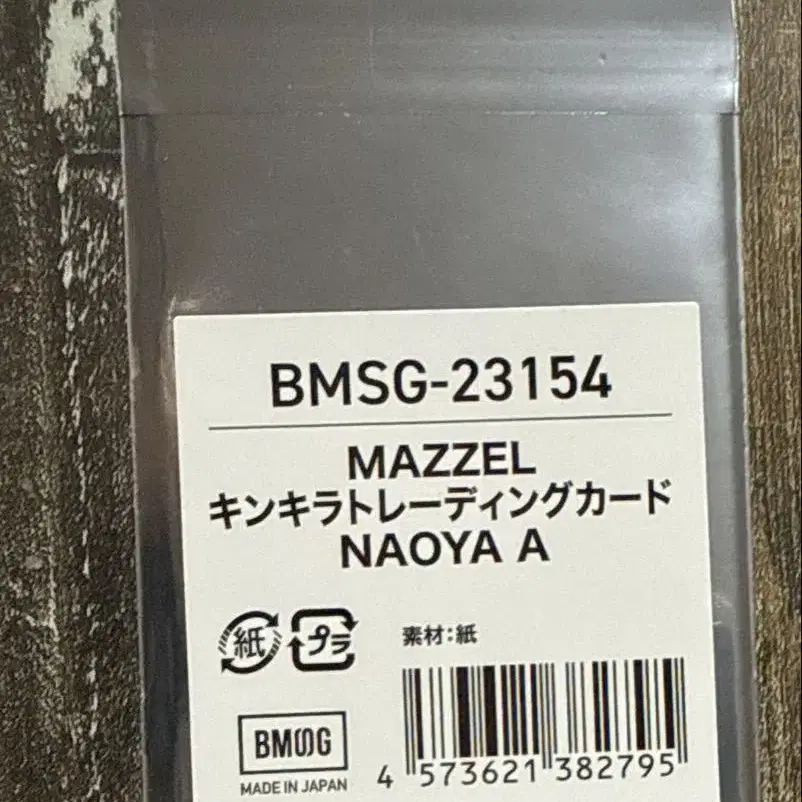 BMSG-23154
MAZZEL
キンキラトレーディングカード
NAOYA A
紙 プラ 素材:紙
BMSG
MADE IN JAPAN
4 573621 382795